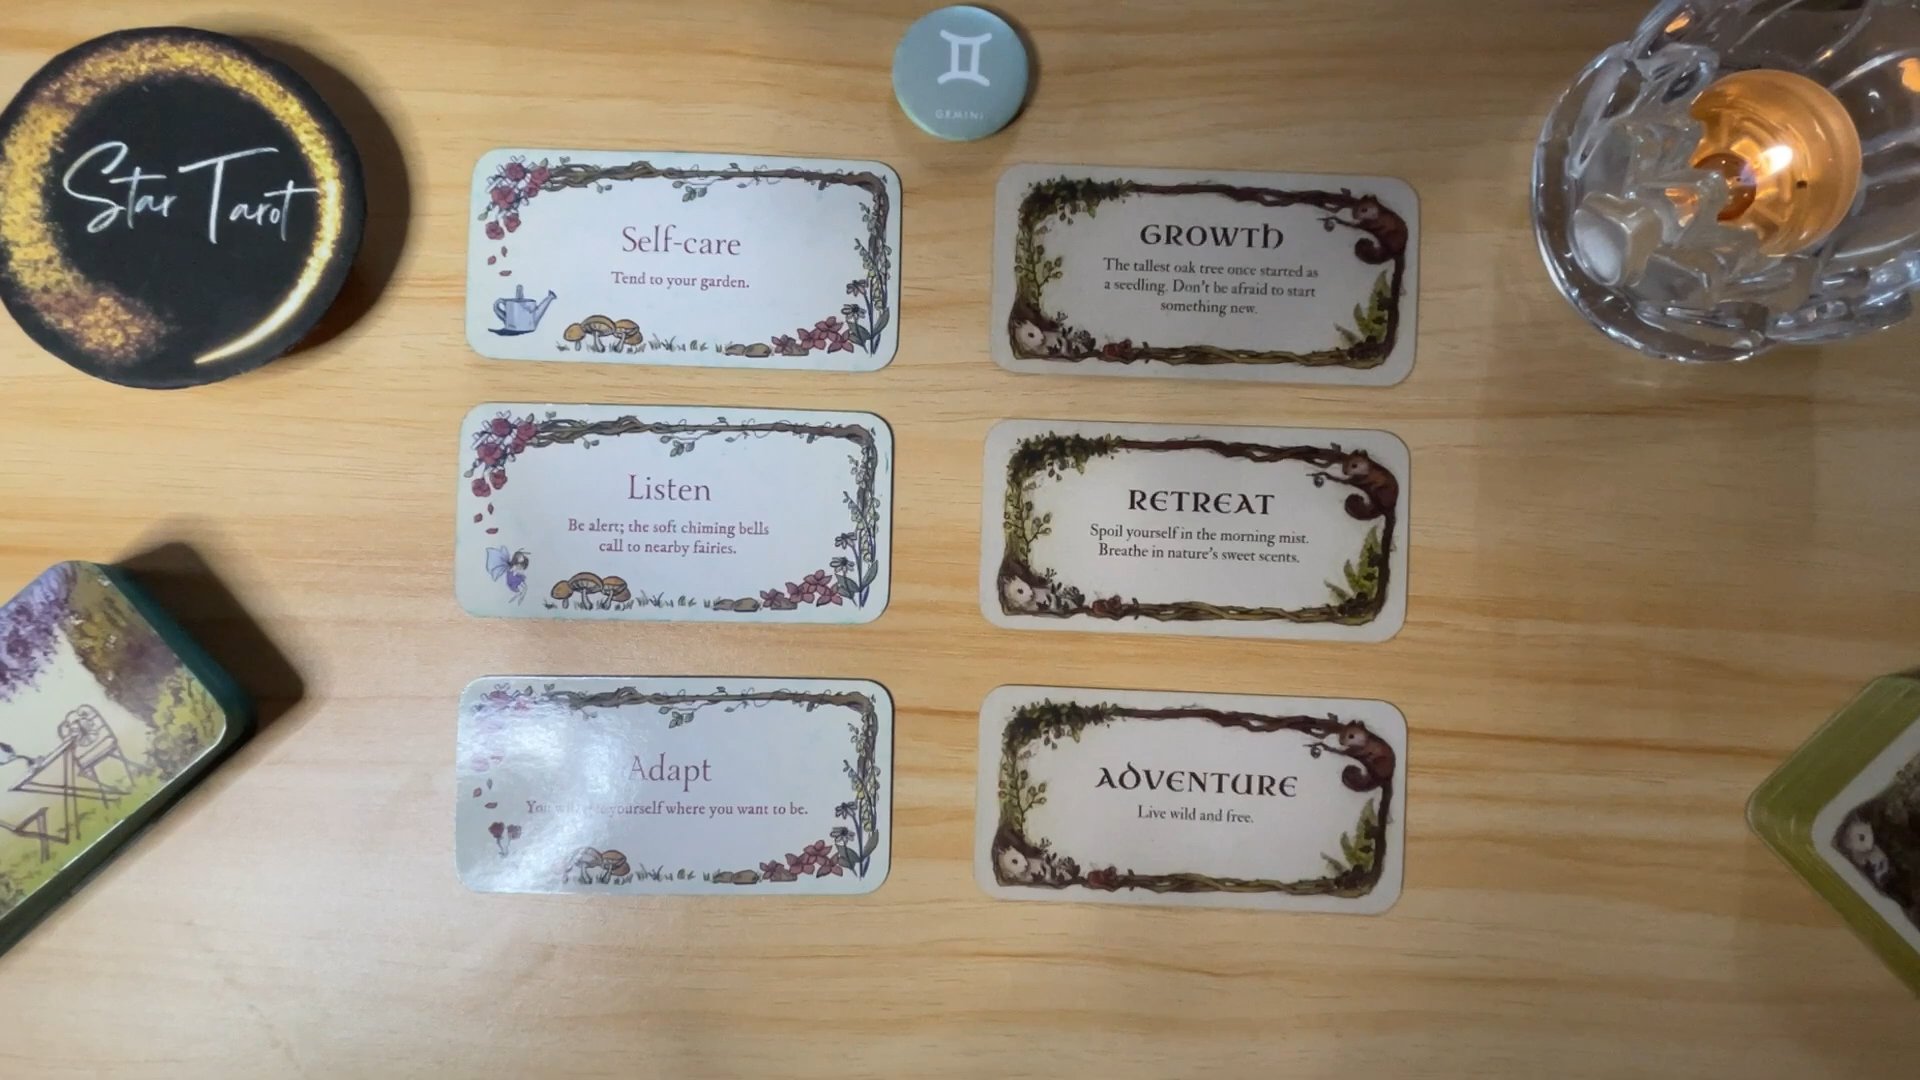 Star Tarot
GEMINI
Self-care
Tend to your garden.
GROWTH
The tallest oak tree once started as
a seedling. Don't be afraid to start
something new.
Listen
Be alert; the soft chiming bells
call to nearby fairies.
RETREAT
Spoil yourself in the morning mist.
Breathe in nature's sweet scents.
Adapt
You yourself where you want to be.
ADVENTURE
Live wild and free.